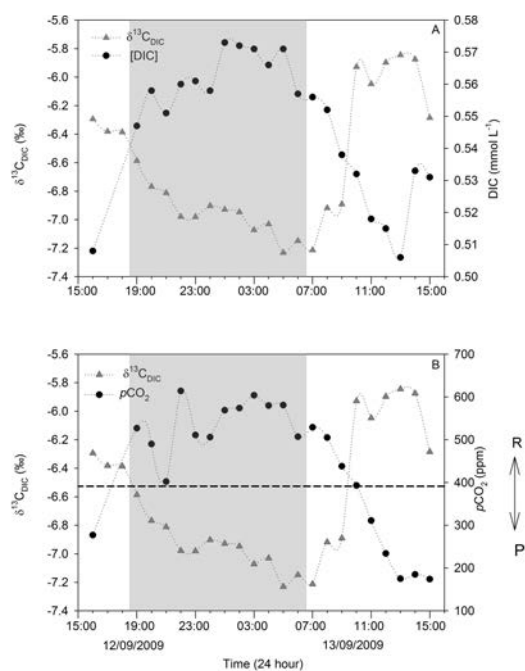 A
δ¹³C_DIC
[DIC]
-5.6
-5.8
-6.0
-6.2
-6.4
-6.6
-6.8
-7.0
-7.2
-7.4
δ¹³C_DIC (‰)
0.58
0.57
0.56
0.55
0.54
0.53
0.52
0.51
0.50
DIC (mmol L⁻¹)
15:00 19:00 23:00 03:00 07:00 11:00 15:00
B
δ¹³C_DIC
pCO₂
-5.6
-5.8
-6.0
-6.2
-6.4
-6.6
-6.8
-7.0
-7.2
-7.4
δ¹³C_DIC (‰)
700
600
500
400
300
200
100
pCO₂ (ppm)
R
P
15:00 19:00 23:00 03:00 07:00 11:00 15:00
12/09/2009 13/09/2009
Time (24 hour)